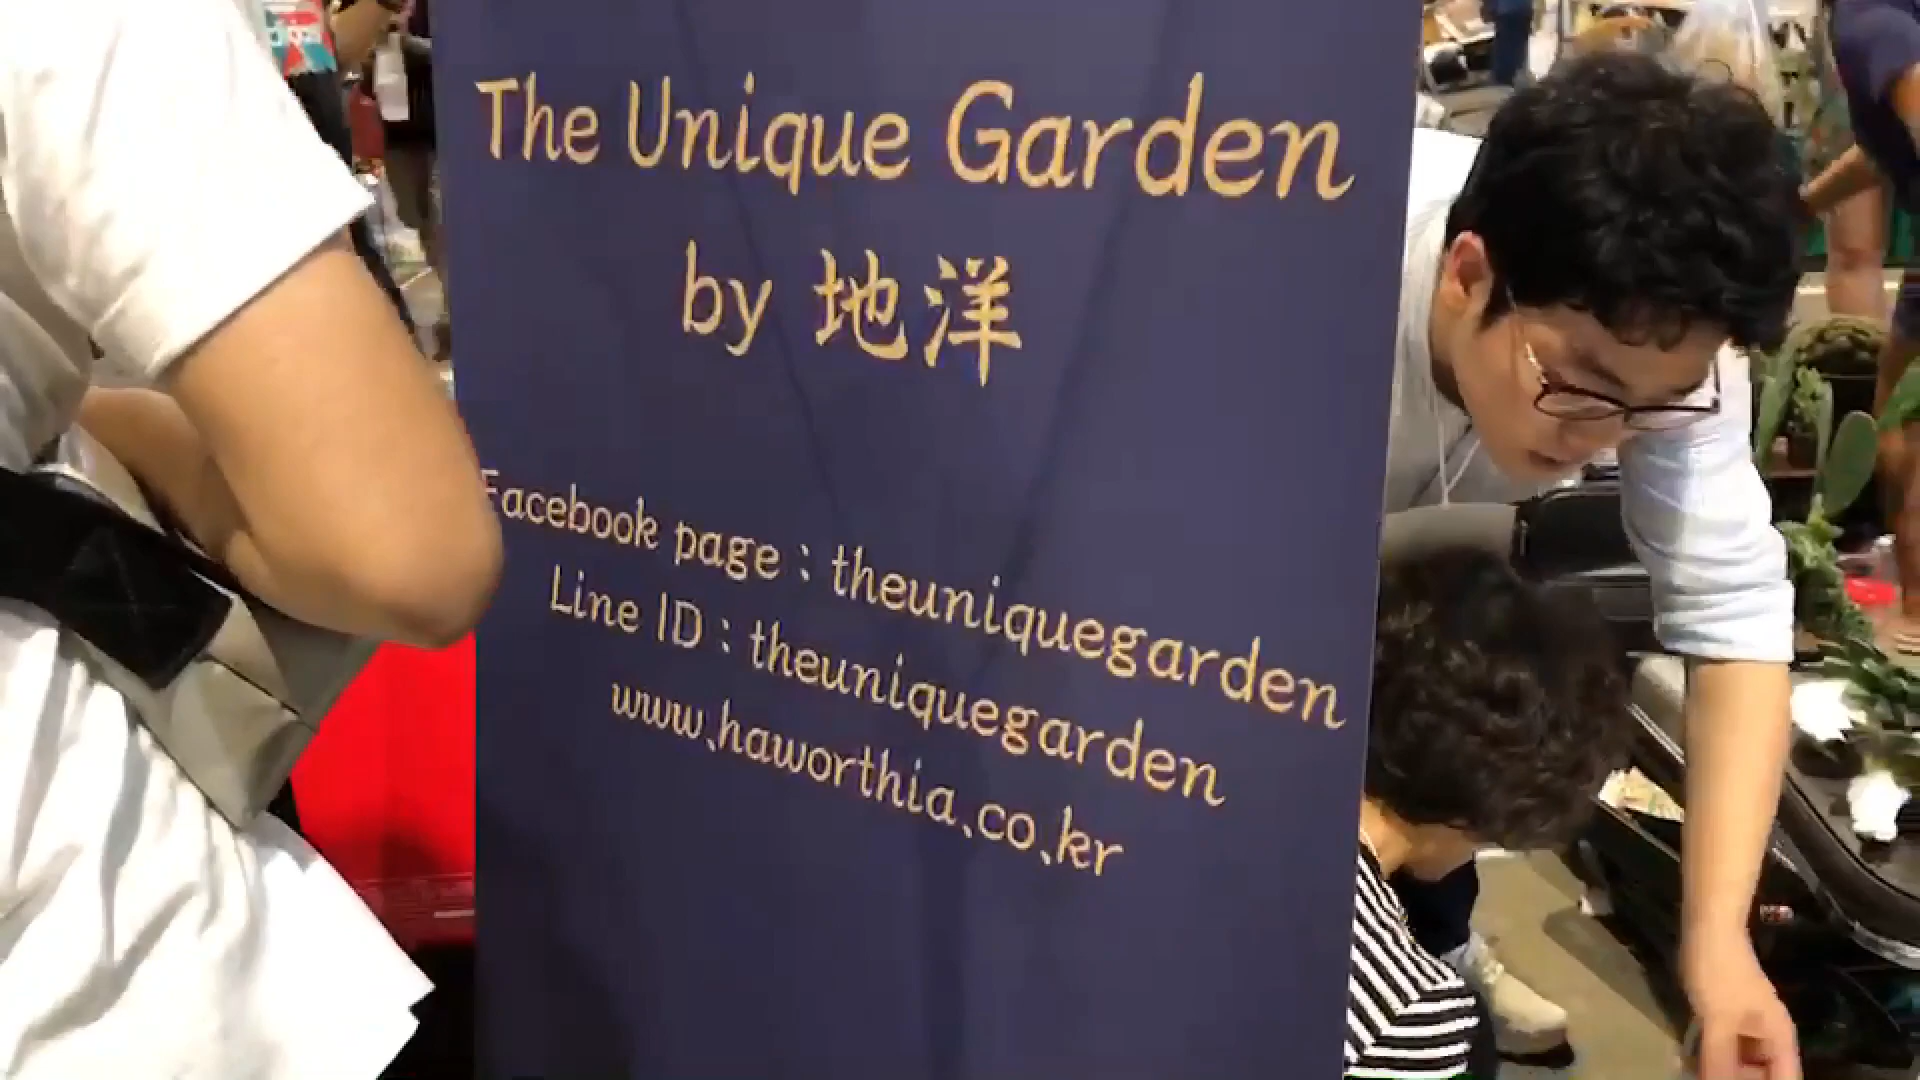 The Unique Garden
by 地洋
Facebook page : theuniquegarden
Line ID : theuniquegarden
www.haworthia.co.kr